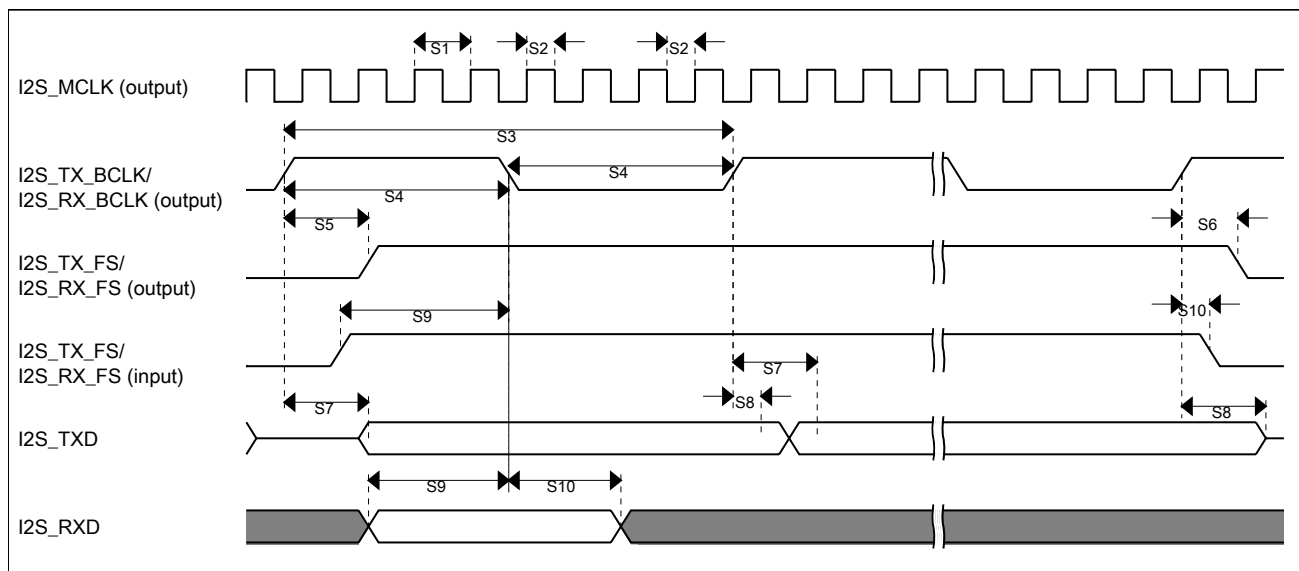 S1
S2
S2
I2S_MCLK (output)
S3
I2S_TX_BCLK/
I2S_RX_BCLK (output)
S4
S4
S5
S6
I2S_TX_FS/
I2S_RX_FS (output)
S9
S10
I2S_TX_FS/
I2S_RX_FS (input)
S7
S7
S8
S8
I2S_TXD
S9
S10
I2S_RXD